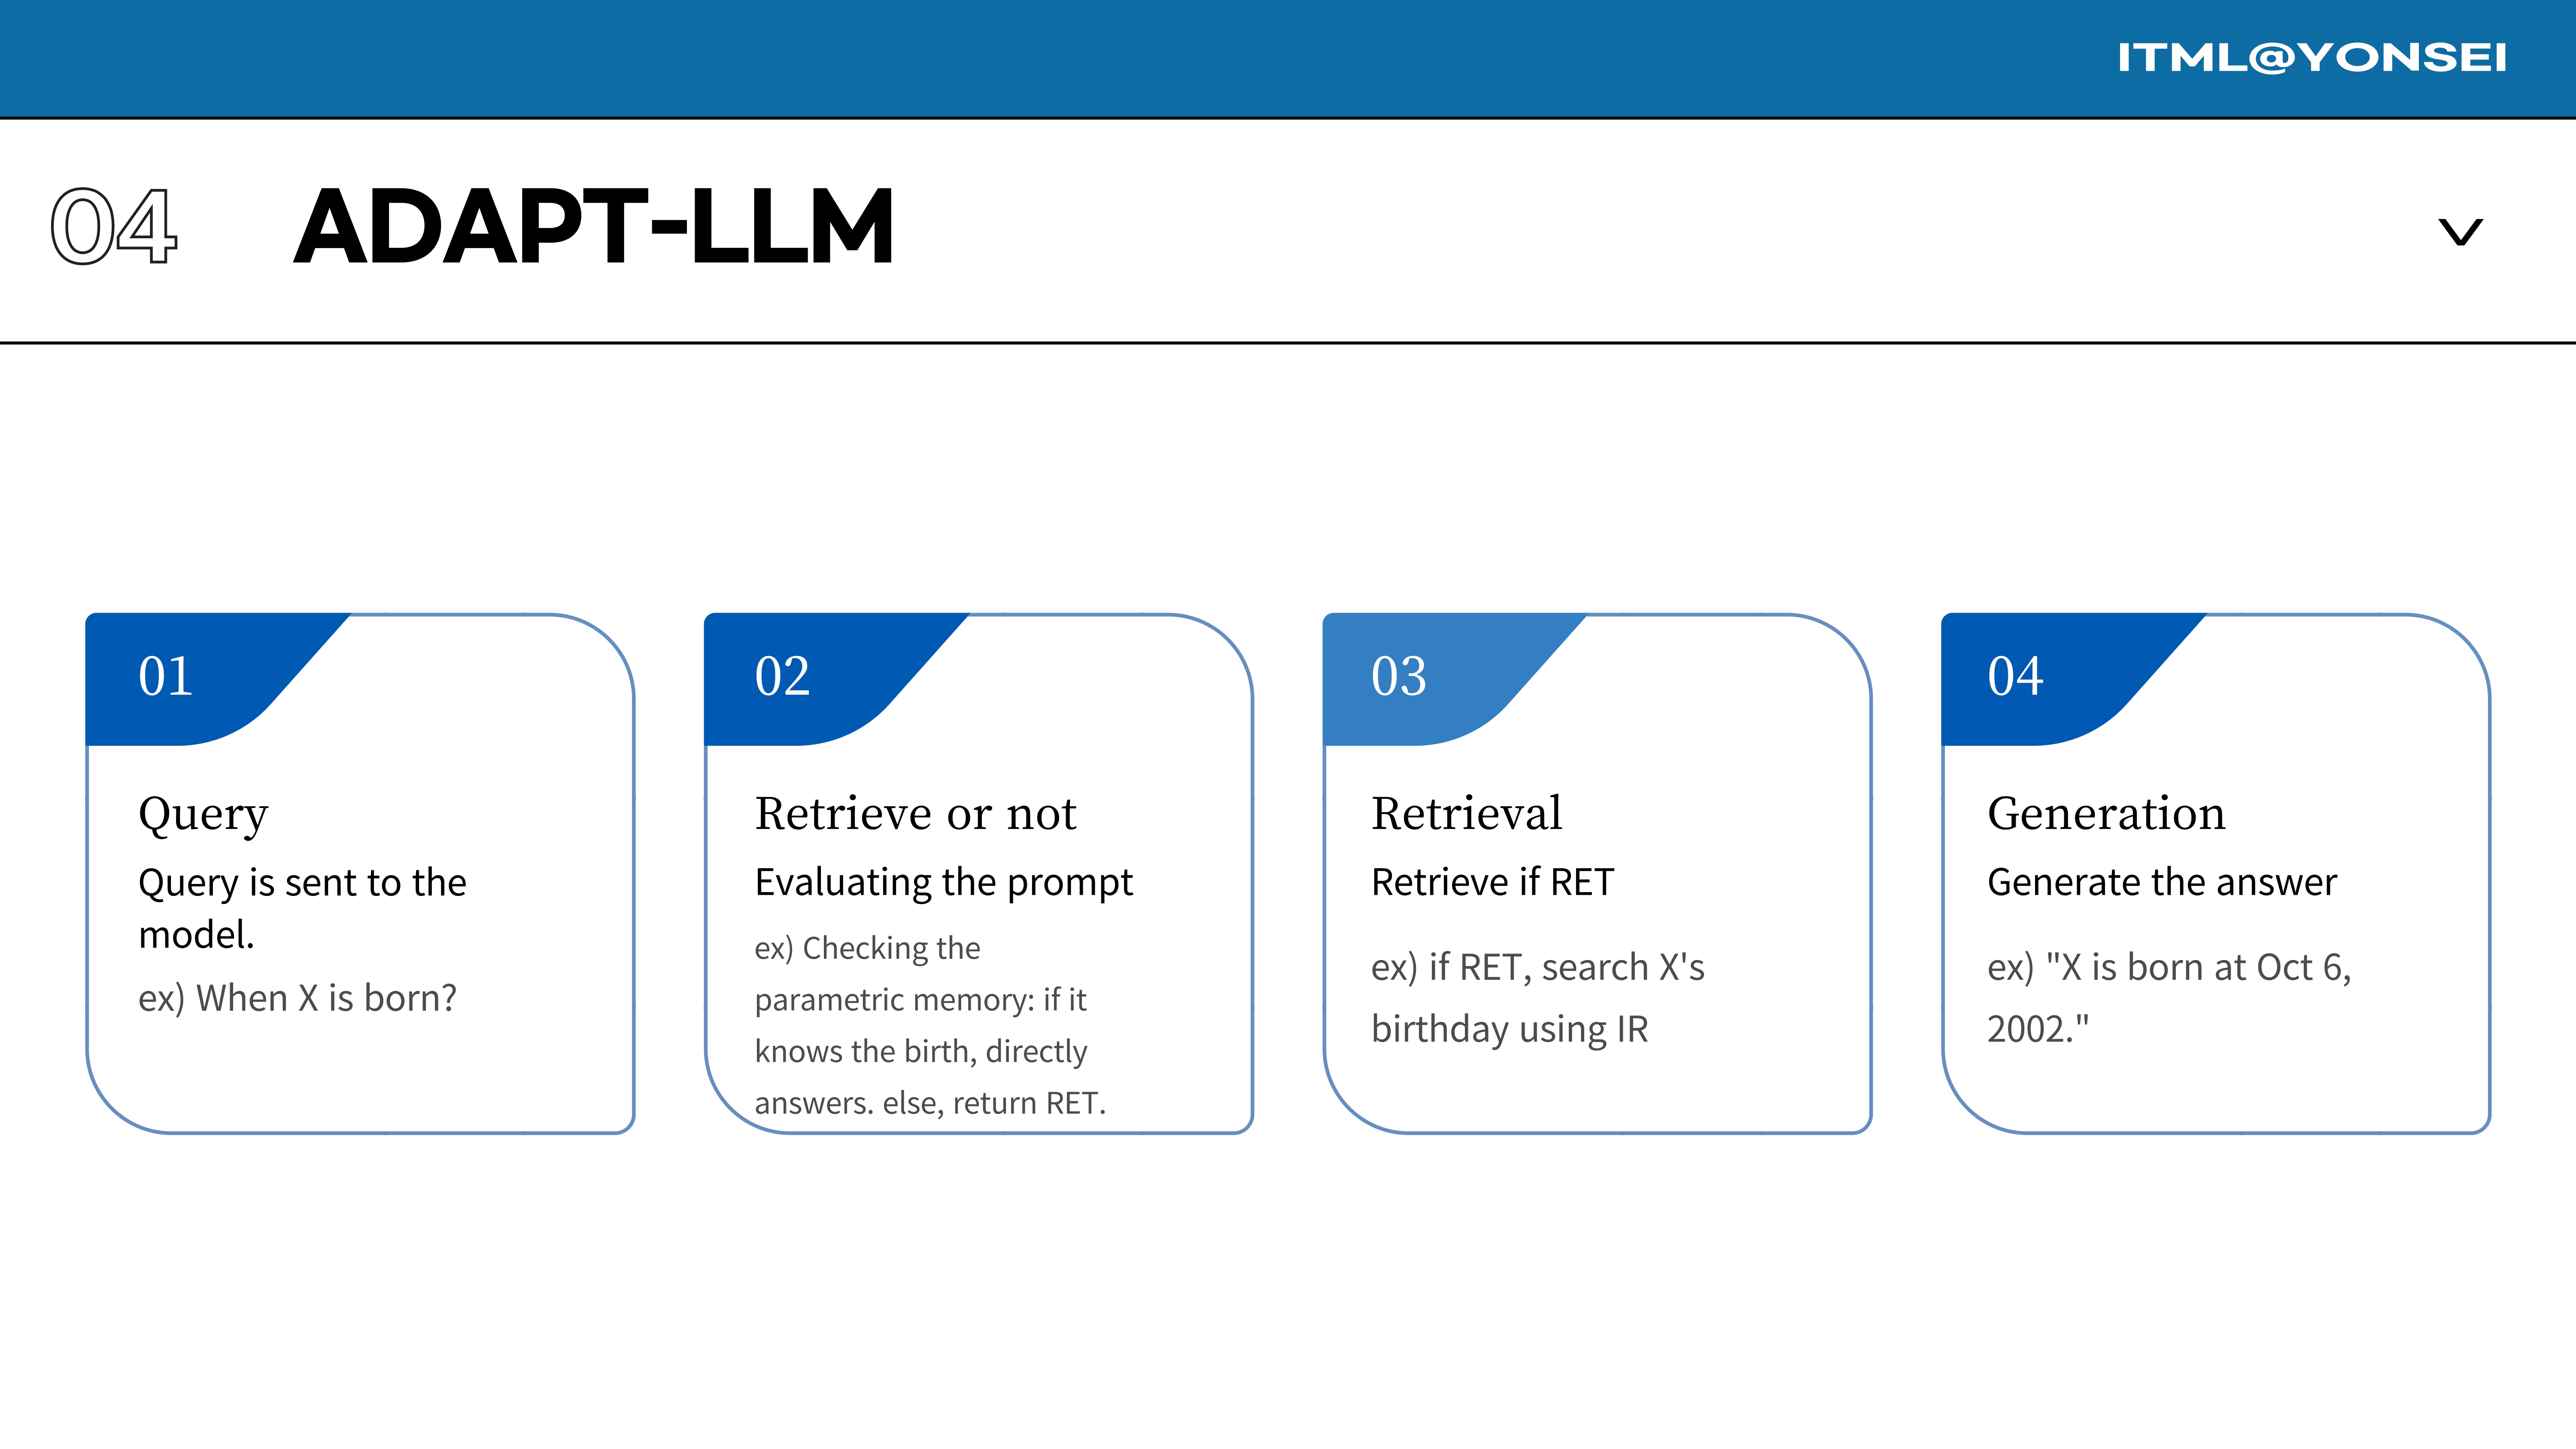 ITML@YONSEI
04
ADAPT-LLM
01
Query
Query is sent to the
model.
ex) When X is born?
02
Retrieve or not
Evaluating the prompt
ex) Checking the
parametric memory: if it
knows the birth, directly
answers. else, return RET.
03
Retrieval
Retrieve if RET
ex) if RET, search X's
birthday using IR
04
Generation
Generate the answer
ex) "X is born at Oct 6,
2002."